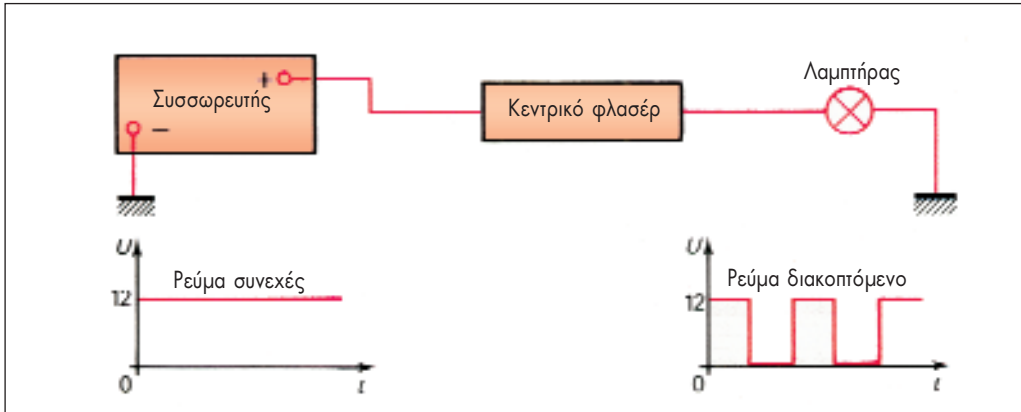 Λαμπτήρας
+
Συσσωρευτής
Κεντρικό φλασέρ
–
U
Ρεύμα συνεχές
12
0
t
U
Ρεύμα διακοπτόμενο
12
0
t